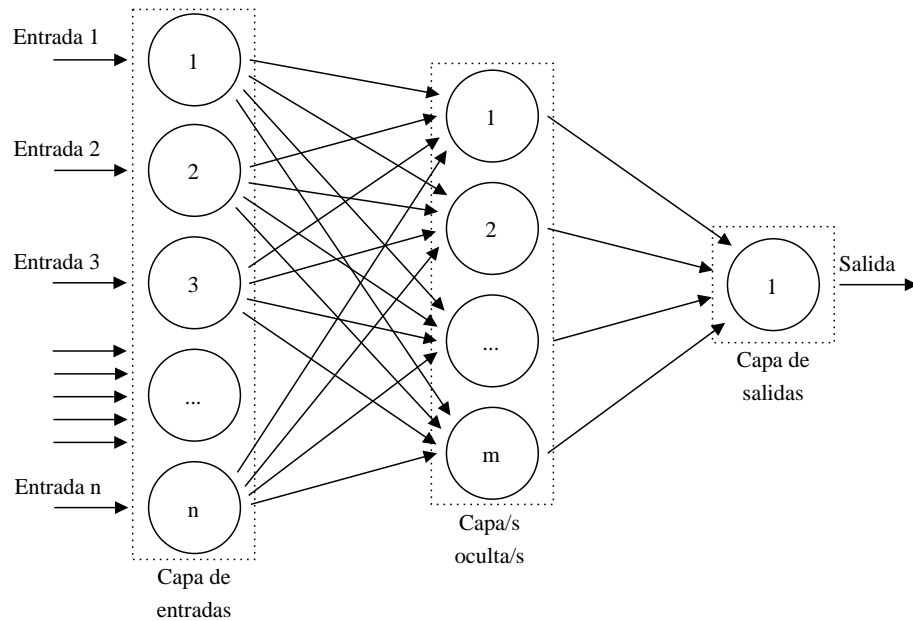 Entrada 1
Entrada 2
Entrada 3
Entrada n
1
2
3
...
n
Capa de
entradas
1
2
...
m
Capa/s
oculta/s
1
Capa de
salidas
Salida